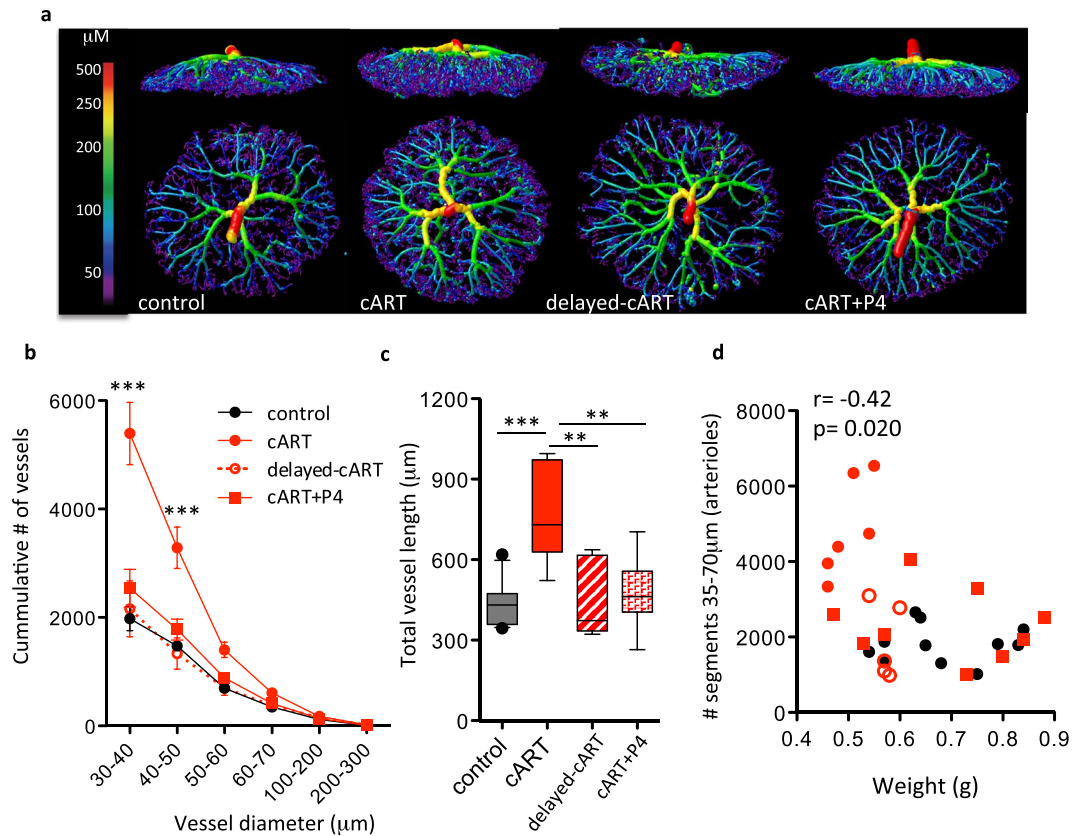 a
μM
500
250
200
100
50
control
cART
delayed-cART
cART+P4
b
Cummulative # of vessels
6000
4000
2000
0
***
***
control
cART
delayed-cART
cART+P4
30-40
40-50
50-60
60-70
100-200
200-300
Vessel diameter (μm)
c
Total vessel length (μm)
1200
900
600
300
0
***
**
**
control
cART
delayed-cART
cART+P4
d
# segments 35-70μm (arterioles)
8000
6000
4000
2000
0
r= -0.42
p= 0.020
0.4
0.5
0.6
0.7
0.8
0.9
Weight (g)